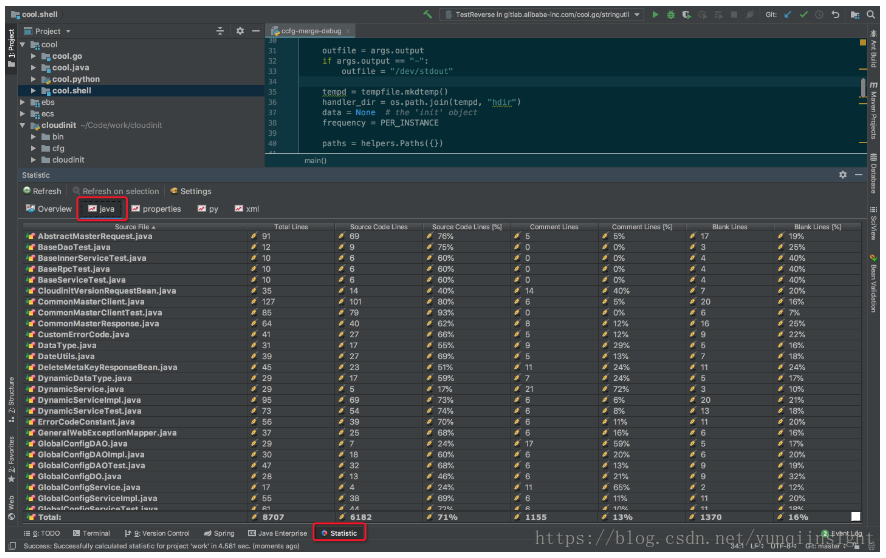 cool.shell
TestReverse in gitlab.alibaba-inc.com/cool.go/stringutil
Git:
1: Project
Project
cool
cool.go
cool.java
cool.python
cool.shell
ebs
ecs
cloudinit ~/Code/work/cloudinit
bin
cfg
cloudinit
ccfg-merge-debug
30
31 outfile = args.output
32 if args.output == "-":
33 outfile = "/dev/stdout"
34
35 tempd = tempfile.mkdtemp()
36 handler_dir = os.path.join(tempd, "hdir")
37 data = None # the 'init' object
38 frequency = PER_INSTANCE
39
40 paths = helpers.Paths({})
main()
Ant Build
Maven Projects
Database
SciView
Bean Validation
Statistic
Refresh Refresh on selection Settings
Overview java properties py xml
Source File Total Lines Source Code Lines Source Code Lines [%] Comment Lines Comment Lines [%] Blank Lines Blank Lines [%]
AbstractMasterRequest.java 91 69 76% 5 5% 17 19%
BaseDaoTest.java 12 9 75% 0 0% 3 25%
BaseInnerServiceTest.java 10 6 60% 0 0% 4 40%
BaseRpcTest.java 10 6 60% 0 0% 4 40%
BaseServiceTest.java 10 6 60% 0 0% 4 40%
CloudinitVersionRequestBean.java 35 14 40% 14 40% 7 20%
CommonMasterClient.java 127 101 80% 6 5% 20 16%
CommonMasterClientTest.java 85 79 93% 0 0% 6 7%
CommonMasterResponse.java 64 40 62% 8 12% 16 25%
CustomErrorCode.java 41 27 66% 5 12% 9 22%
DataType.java 31 17 55% 9 29% 5 16%
DateUtils.java 39 27 69% 5 13% 7 18%
DeleteMetaKeyResponseBean.java 45 23 51% 11 24% 11 24%
DynamicDataType.java 29 17 59% 7 24% 5 17%
DynamicService.java 29 5 17% 21 72% 3 10%
DynamicServiceImpl.java 95 69 73% 6 6% 20 21%
DynamicServiceTest.java 73 54 74% 6 8% 13 18%
ErrorCodeConstant.java 56 39 70% 6 11% 11 20%
GeneralWebExceptionMapper.java 37 25 68% 6 16% 6 16%
GlobalConfigDAO.java 29 7 24% 17 59% 5 17%
GlobalConfigDAOImpl.java 30 18 60% 6 20% 6 20%
GlobalConfigDAOTest.java 47 32 68% 6 13% 9 19%
GlobalConfigDO.java 28 13 46% 6 21% 9 32%
GlobalConfigService.java 17 4 24% 11 65% 2 12%
GlobalConfigServiceImpl.java 55 38 69% 6 11% 11 20%
GlobalConfigServiceTest.java 61 44 72% 6 10% 11 18%
Total: 8707 6182 71% 1155 13% 1370 16%
Z: Structure
2: Favorites
Web
6: TODO Terminal 9: Version Control Spring Java Enterprise Statistic Event Log
Success: Successfully calculated statistic for project 'work' in 4.561 sec. (moments ago)
https://blog.csdn.net/yunqiinsight